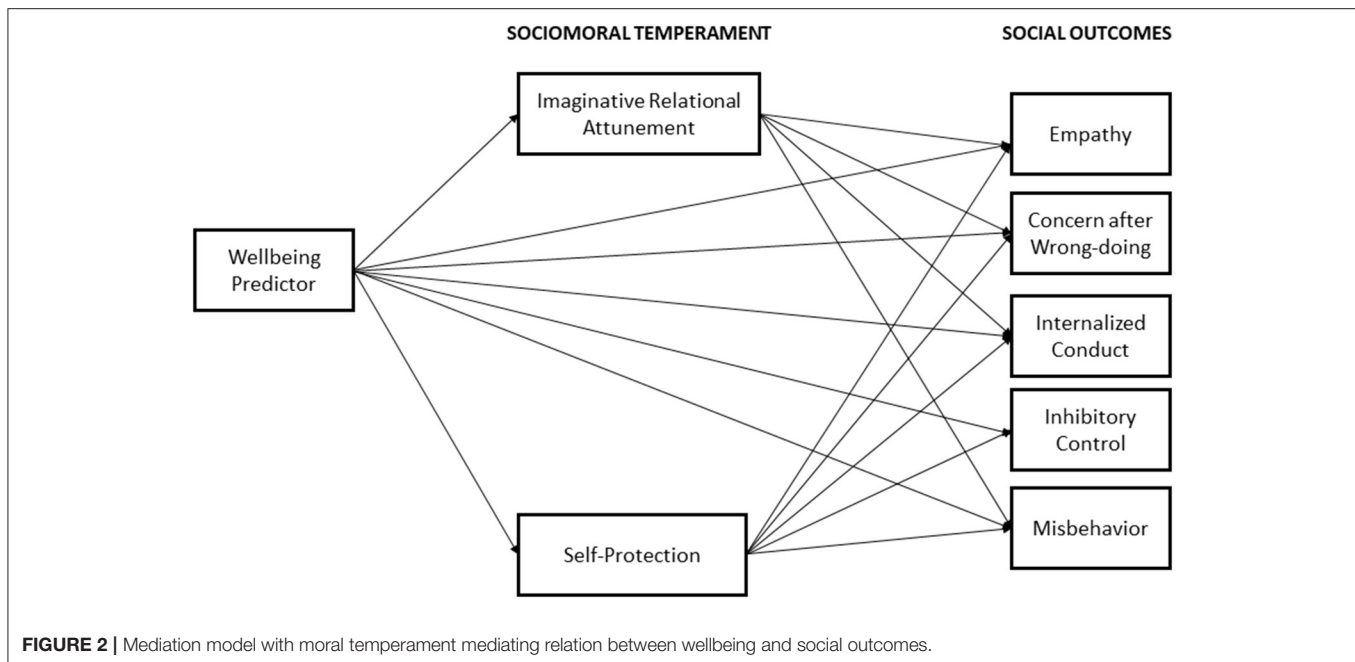 SOCIOMORAL TEMPERAMENT
SOCIAL OUTCOMES
Imaginative Relational
Attunement
Empathy
Concern after
Wrong-doing
Wellbeing
Predictor
Internalized
Conduct
Inhibitory
Control
Self-Protection
Misbehavior
FIGURE 2 | Mediation model with moral temperament mediating relation between wellbeing and social outcomes.